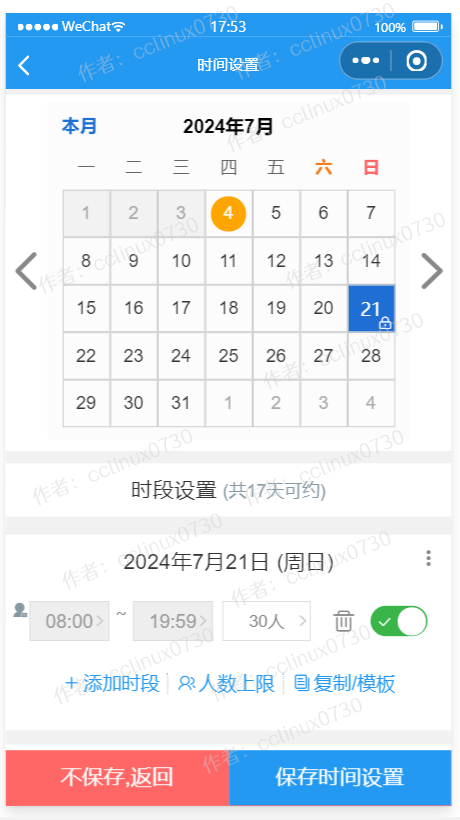 WeChat 17:53 100%
时间设置
本月 2024年7月
一 二 三 四 五 六 日
1 2 3 4 5 6 7
8 9 10 11 12 13 14
15 16 17 18 19 20 21
22 23 24 25 26 27 28
29 30 31 1 2 3 4
时段设置 (共17天可约)
2024年7月21日 (周日)
08:00 ~ 19:59 30人
+ 添加时段 人数上限 复制/模板
不保存,返回 保存时间设置
作者：cclinux0730